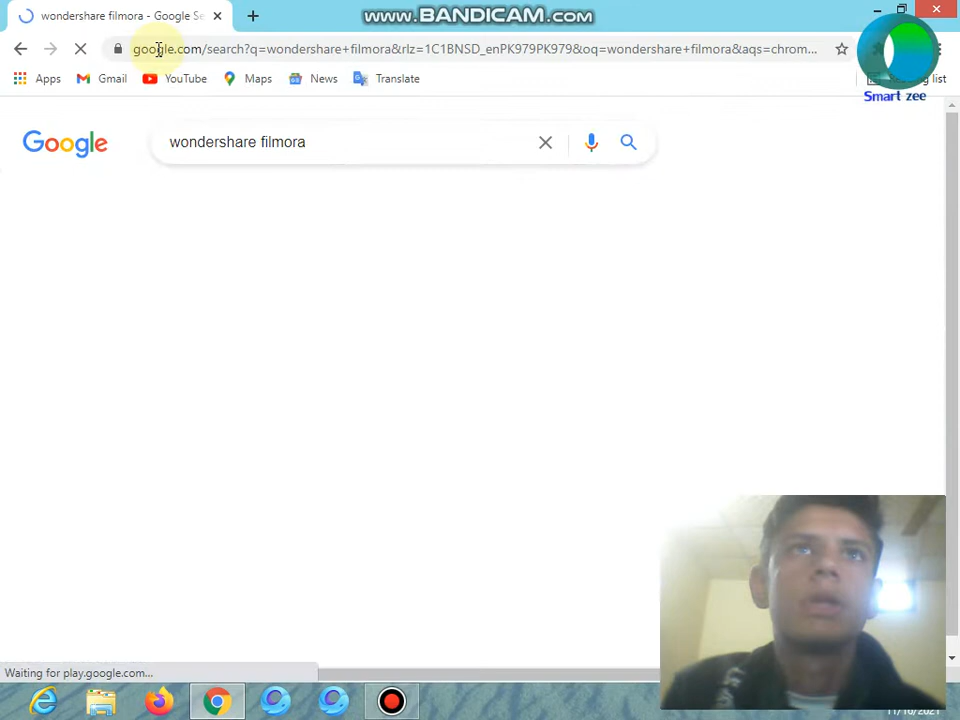 wondershare filmora - Google Se
www.BANDICAM.com
google.com/search?q=wondershare+filmora&rlz=1C1BNSD_enPK979PK979&oq=wondershare+filmora&aqs=chrom...
Apps
Gmail
YouTube
Maps
News
Translate
list
Smart zee
Google
wondershare filmora
Waiting for play.google.com...